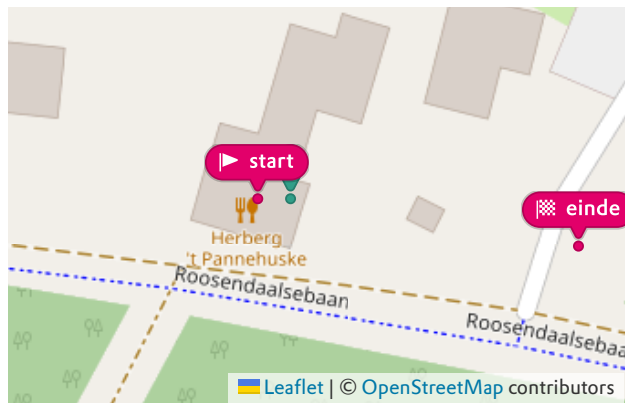 start
einde
Herberg
't Pannehuske
Roosendaalsebaan
Roosendaalsebaa
Leaflet | © OpenStreetMap contributors